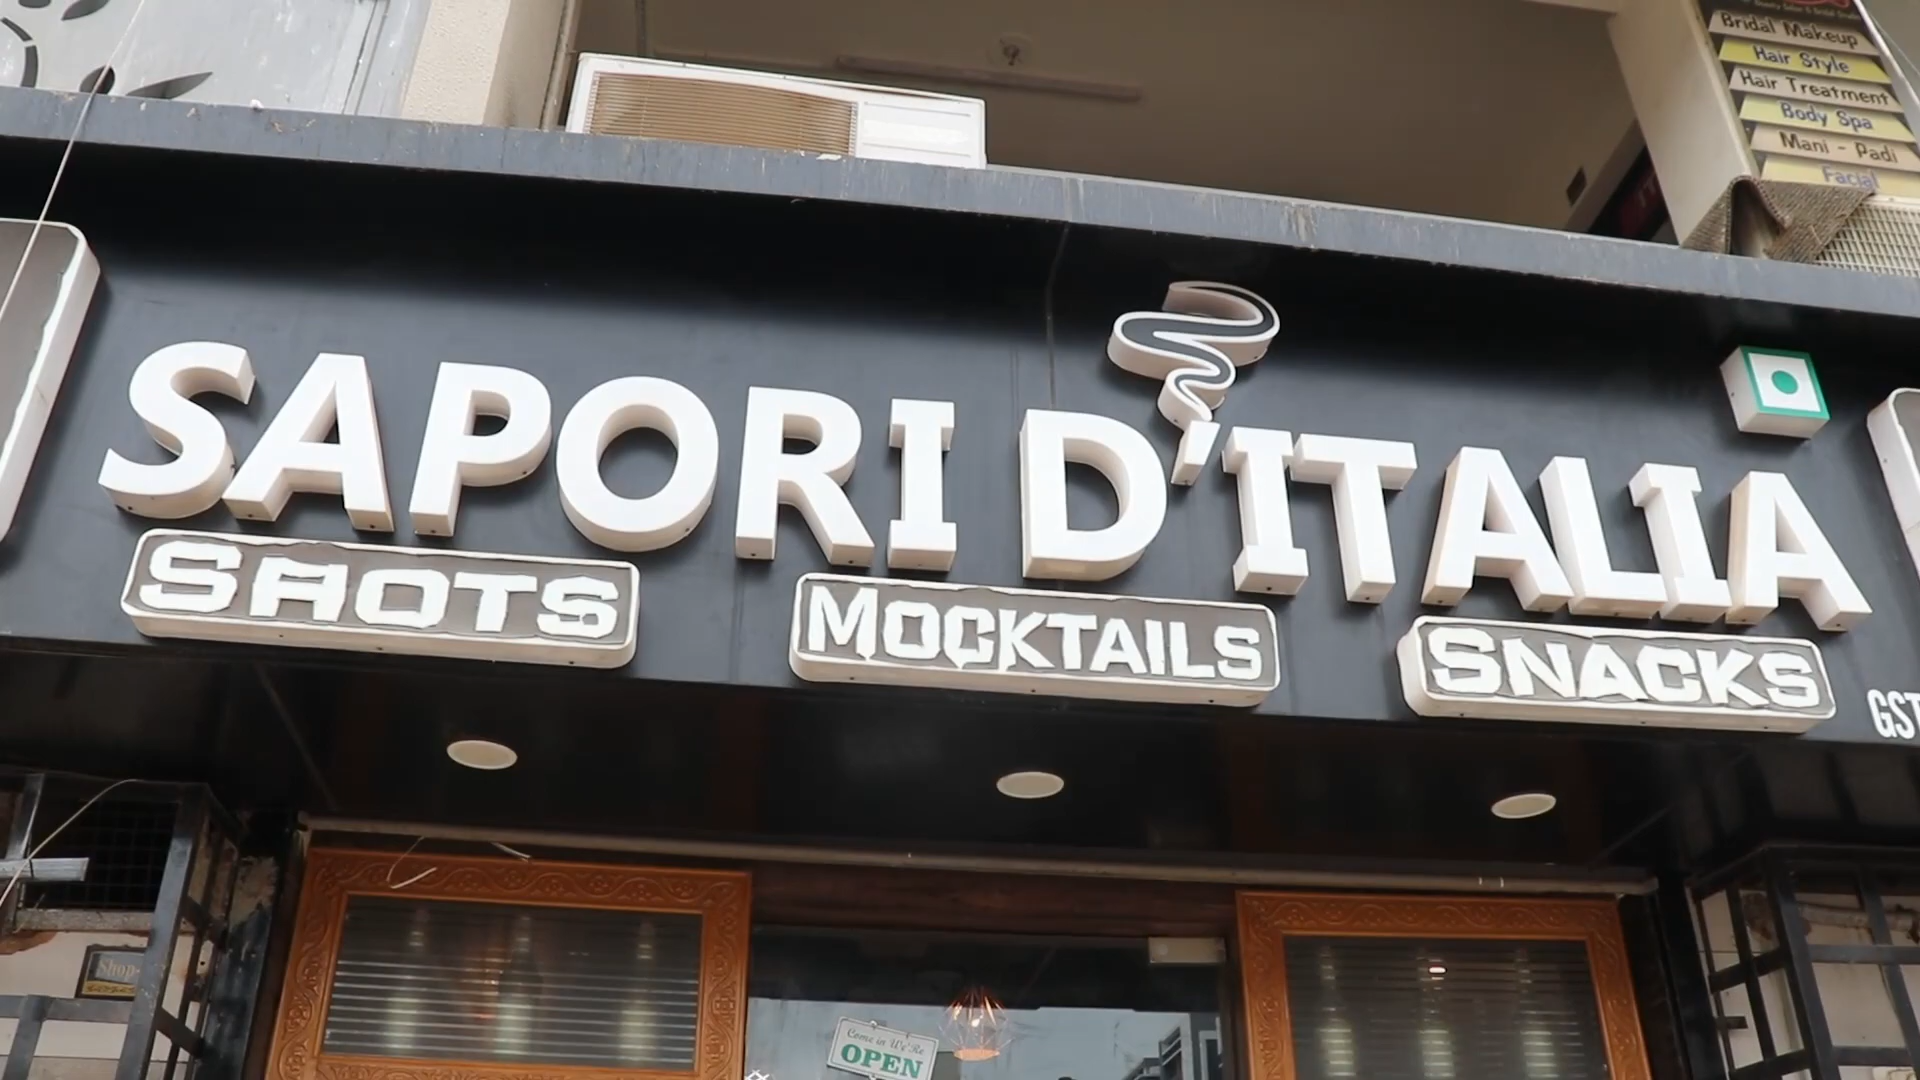 Bridal Makeup
Hair Style
Hair Treatment
Body Spa
Mani - Padi
Facial
SAPORI D'ITALIA
SHOTS
MOCKTAILS
SNACKS
GST
Shop-
Come in We're
OPEN